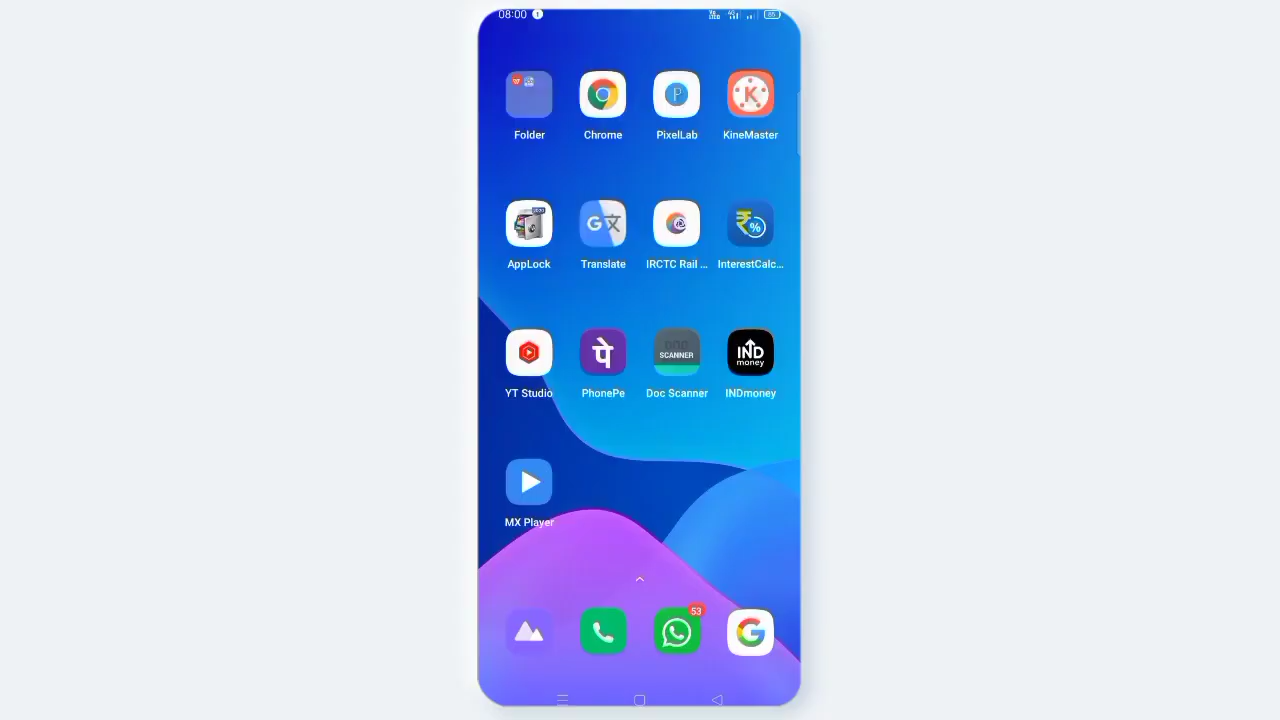 08:00
Folder
Chrome
PixelLab
KineMaster
AppLock
Translate
IRCTC Rail ...
InterestCalc...
SCANNER
IND
money
YT Studio
PhonePe
Doc Scanner
INDmoney
MX Player
53